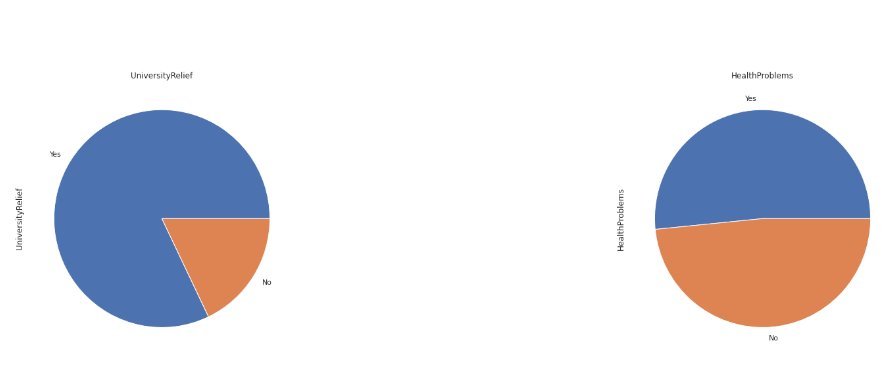 UniversityRelief
Yes
UniversityRelief
No
HealthProblems
Yes
HealthProblems
No